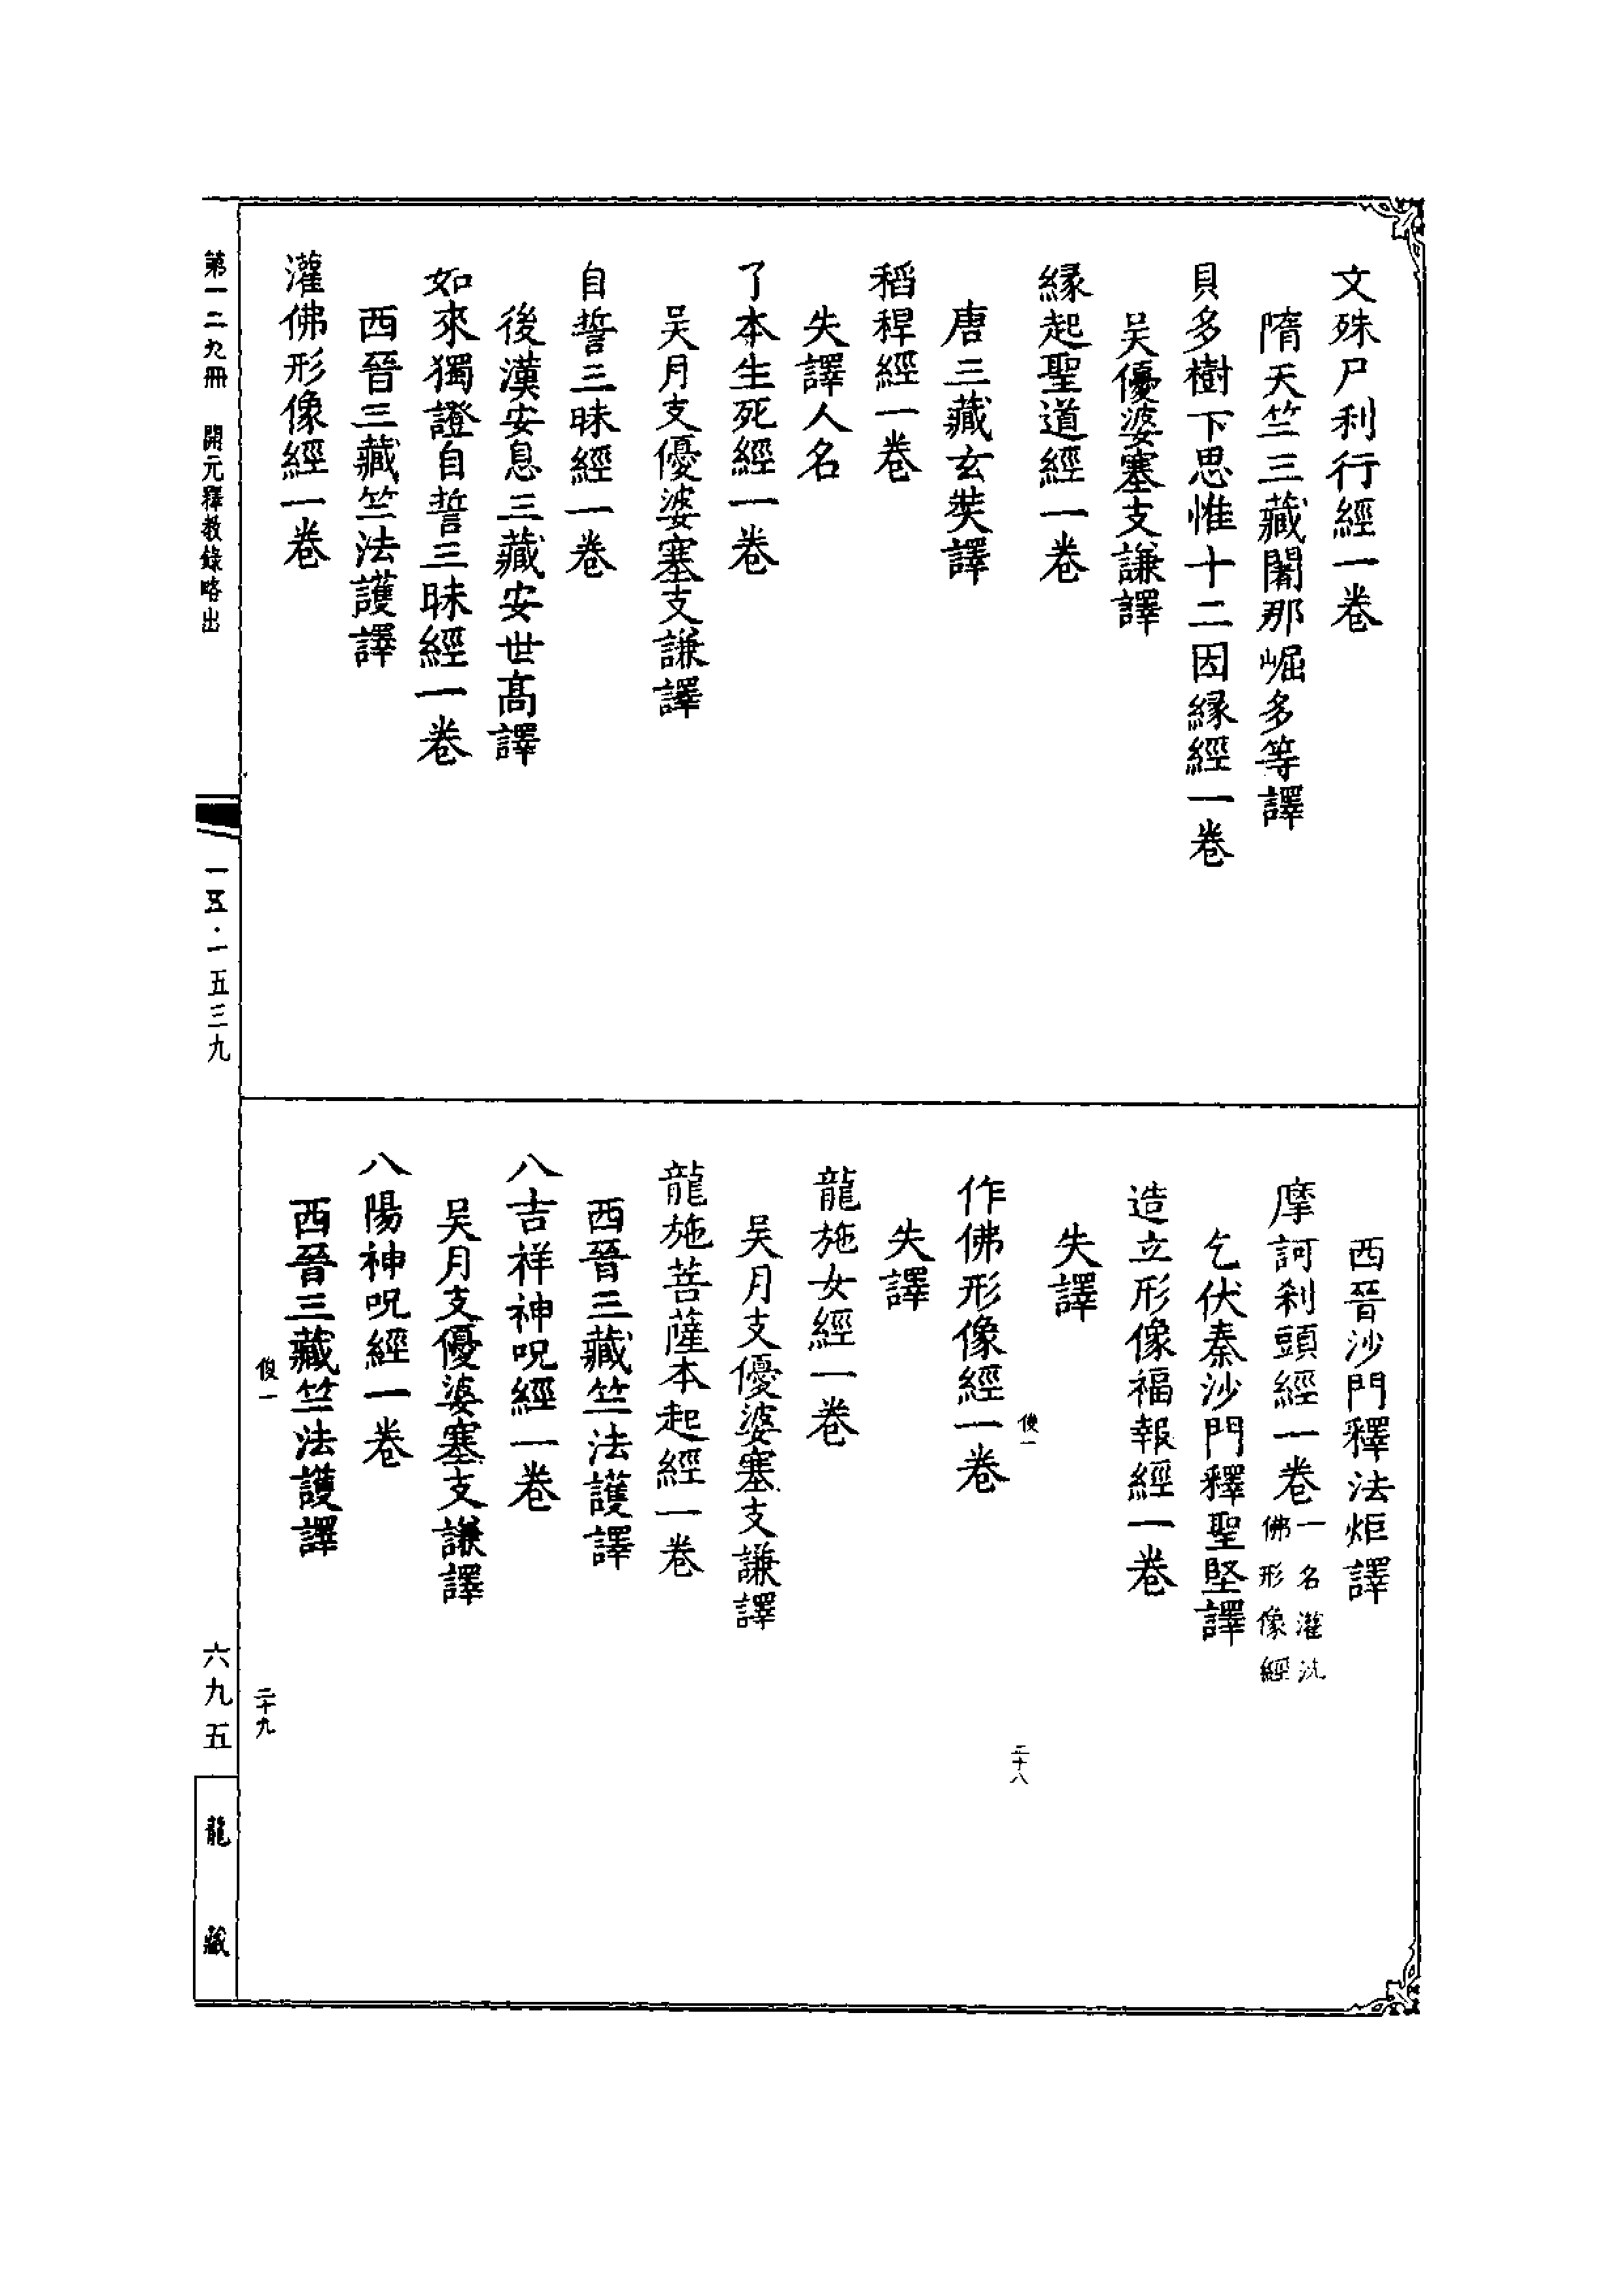 文殊尸利行經一卷
隋天竺三藏闍那崛多等譯
貝多樹下思惟十二因緣經一卷
吴優婆塞支謙譯
緣起聖道經一卷
唐三藏玄奘譯
稻稈經一卷
失譯人名
了本生死經一卷
吴月支優婆塞支謙譯
自誓三昧經一卷
後漢安息三藏安世高譯
如來獨證自誓三昧經一卷
西晉三藏竺法護譯
灌佛形像經一卷
西晉沙門釋法炬譯
摩訶刹頭經一卷一名灌洗佛形像經
乞伏秦沙門釋聖堅譯
造立形像福報經一卷
失譯
俊一 二十八
作佛形像經一卷
失譯
龍施女經一卷
吴月支優婆塞支謙譯
龍施菩薩本起經一卷
西晉三藏竺法護譯
八吉祥神呪經一卷
吴月支優婆塞支謙譯
八陽神呪經一卷
西晉三藏竺法護譯
俊一 二十九
第一二九冊 開元釋教錄略出 一五·一五三九 六九五 龍藏